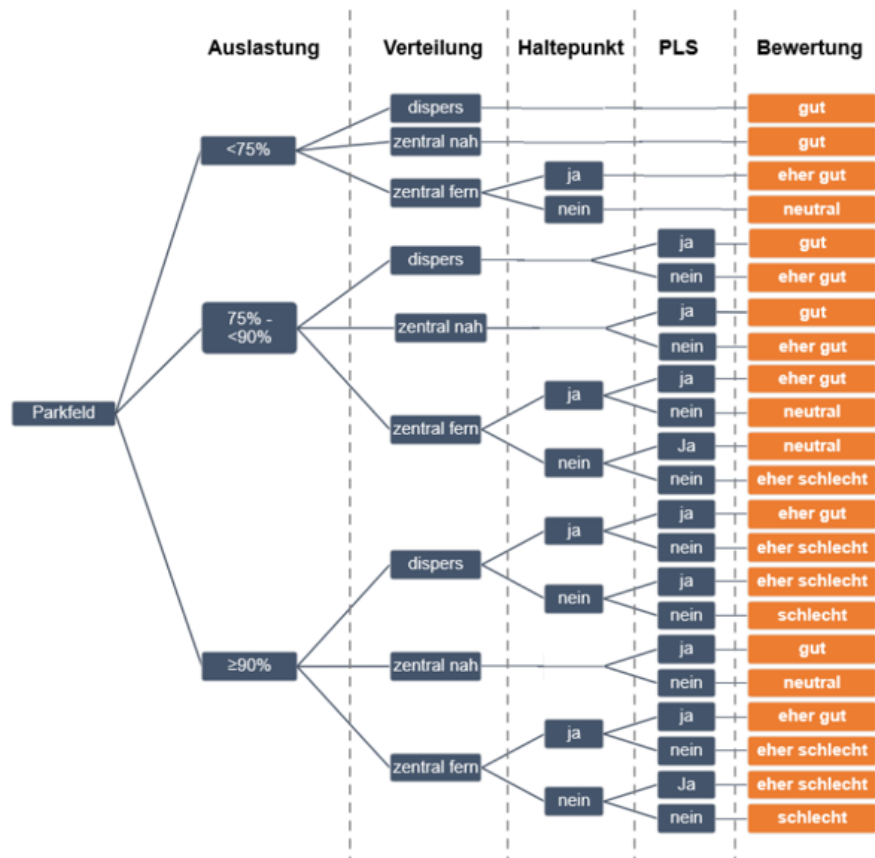 Auslastung Verteilung Haltepunkt PLS Bewertung
dispers gut
<75% zentral nah gut
zentral fern ja eher gut
nein neutral
dispers ja gut
nein eher gut
75% -
<90%
zentral nah ja gut
nein eher gut
Parkfeld
zentral fern ja ja eher gut
nein neutral
nein Ja neutral
nein eher schlecht
dispers ja ja eher gut
nein eher schlecht
nein ja eher schlecht
nein schlecht
≥90% zentral nah ja gut
nein neutral
zentral fern ja ja eher gut
nein eher schlecht
nein Ja eher schlecht
nein schlecht